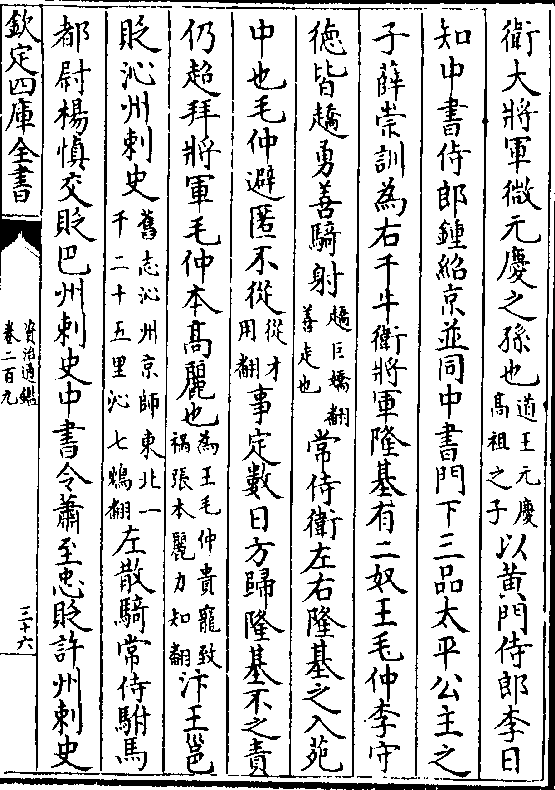 衛大將軍微元慶之孫也道王元慶髙祖之子以黄門侍郎李日
知中書侍郎鍾紹京並同中書門下三品太平公主之
子薛崇訓為右千牛衛將軍隆基有二奴王毛仲李守
徳皆趫勇善騎射趫巨嬌翻善走也常侍衛左右隆基之入苑
中也毛仲避匿不從從才用翻事定數日方歸隆基不之責
仍超拜將軍毛仲本髙麗也為王毛仲貴寵致禍張本麗力知翻汴王邕
貶沁州刺史舊志沁州京師東北一千二十五里沁七鴆翻左散騎常侍駙馬
都尉楊慎交貶巴州刺史中書令蕭至忠貶許州刺史
欽定四庫全書
資治通鑑
卷二百九
三十六